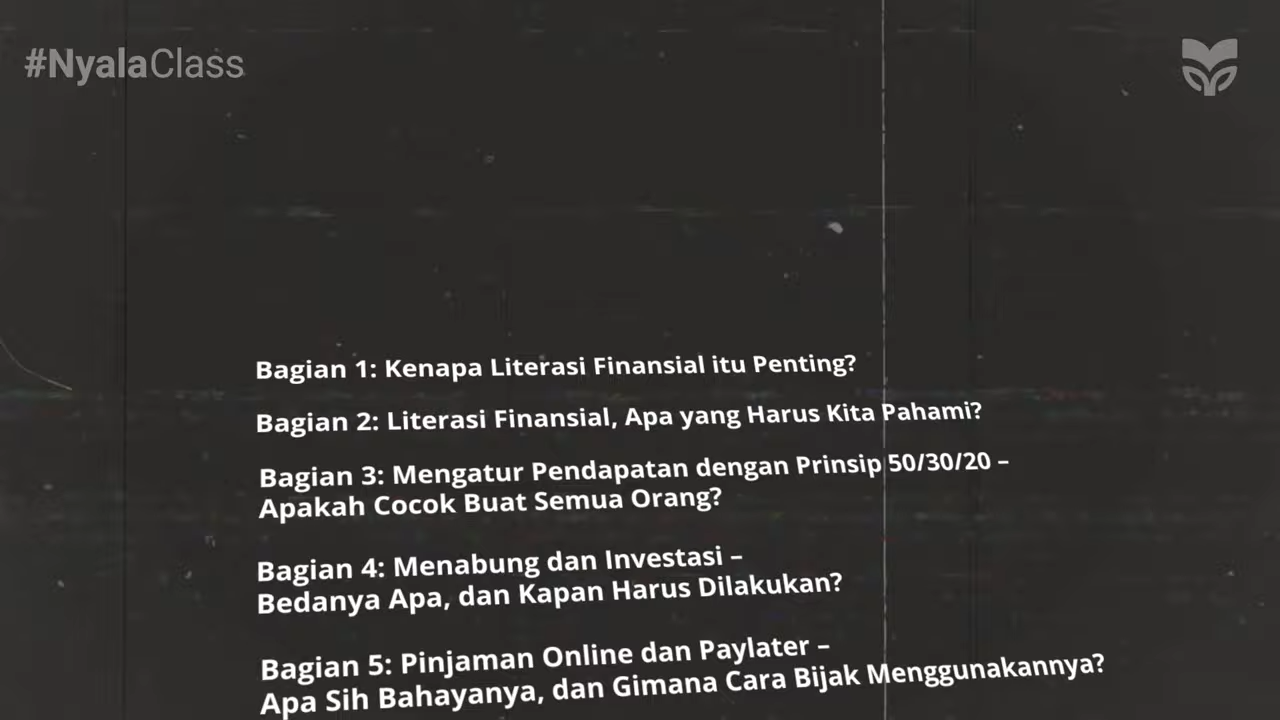 #NyalaClass
Bagian 1: Kenapa Literasi Finansial itu Penting?
Bagian 2: Literasi Finansial, Apa yang Harus Kita Pahami?
Bagian 3: Mengatur Pendapatan dengan Prinsip 50/30/20 –
Apakah Cocok Buat Semua Orang?
Bagian 4: Menabung dan Investasi –
Bedanya Apa, dan Kapan Harus Dilakukan?
Bagian 5: Pinjaman Online dan Paylater –
Apa Sih Bahayanya, dan Gimana Cara Bijak Menggunakannya?